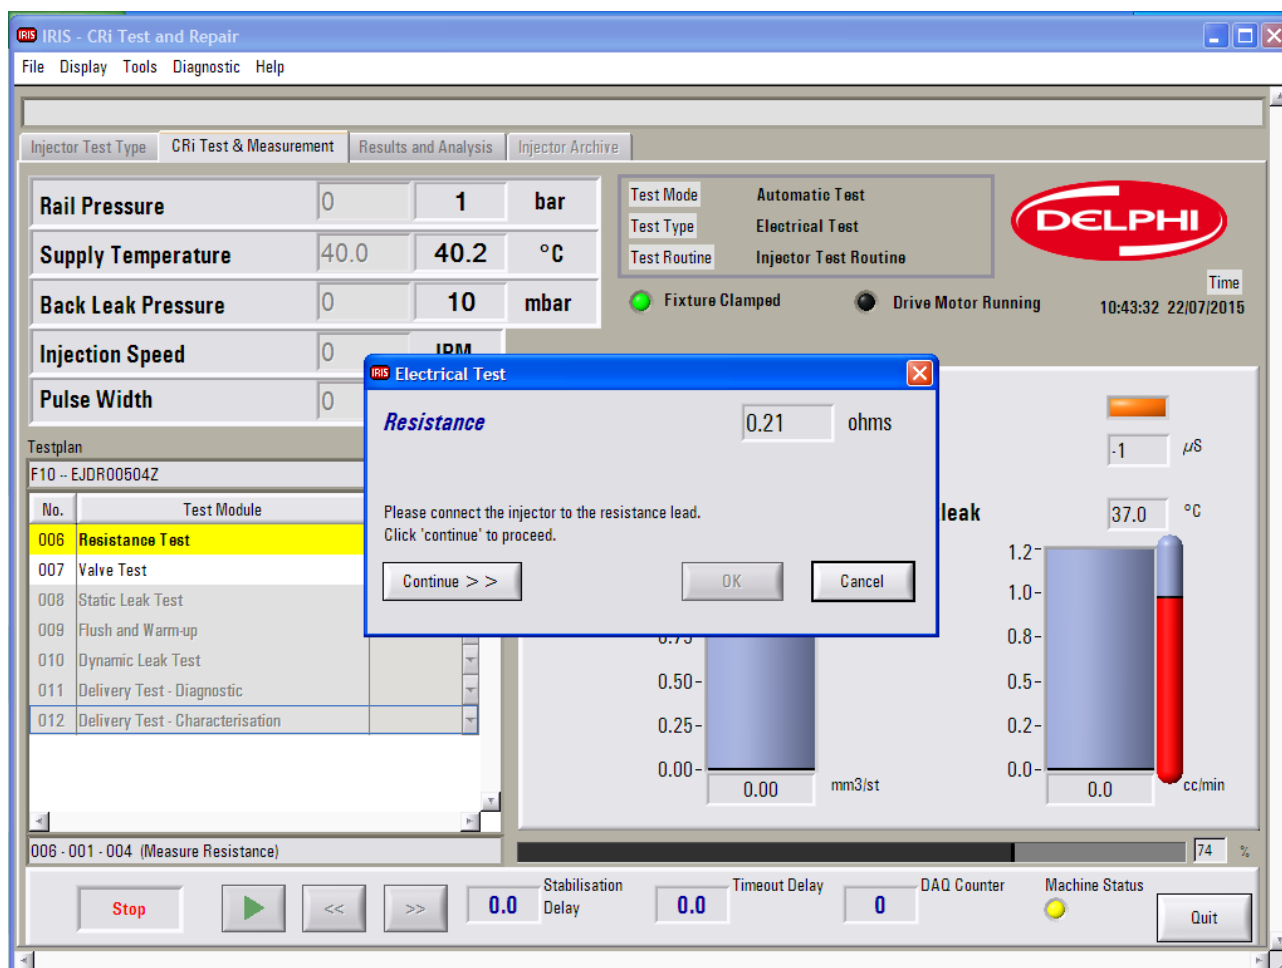 IRIS IRIS - CRi Test and Repair
File Display Tools Diagnostic Help
Injector Test Type CRi Test & Measurement Results and Analysis Injector Archive
Rail Pressure 0 1 bar
Supply Temperature 40.0 40.2 °C
Back Leak Pressure 0 10 mbar
Injection Speed 0 IPM
Pulse Width 0
Test Mode Automatic Test
Test Type Electrical Test
Test Routine Injector Test Routine
DELPHI
Fixture Clamped Drive Motor Running
Time
10:43:32 22/07/2015
Testplan
F10 -- EJDR00504Z
No. Test Module
006 Resistance Test
007 Valve Test
008 Static Leak Test
009 Flush and Warm-up
010 Dynamic Leak Test
011 Delivery Test - Diagnostic
012 Delivery Test - Characterisation
IRIS Electrical Test
Resistance 0.21 ohms
Please connect the injector to the resistance lead.
Click 'continue' to proceed.
Continue > > OK Cancel
-1 µS
leak 37.0 °C
0.75
0.50
0.25
0.00
0.00 mm3/st
1.2
1.0
0.8
0.5
0.2
0.0
0.0 cc/min
006 - 001 - 004 (Measure Resistance)
74 %
Stop << >> 0.0 Stabilisation Delay 0.0 Timeout Delay 0 DAQ Counter Machine Status
Quit